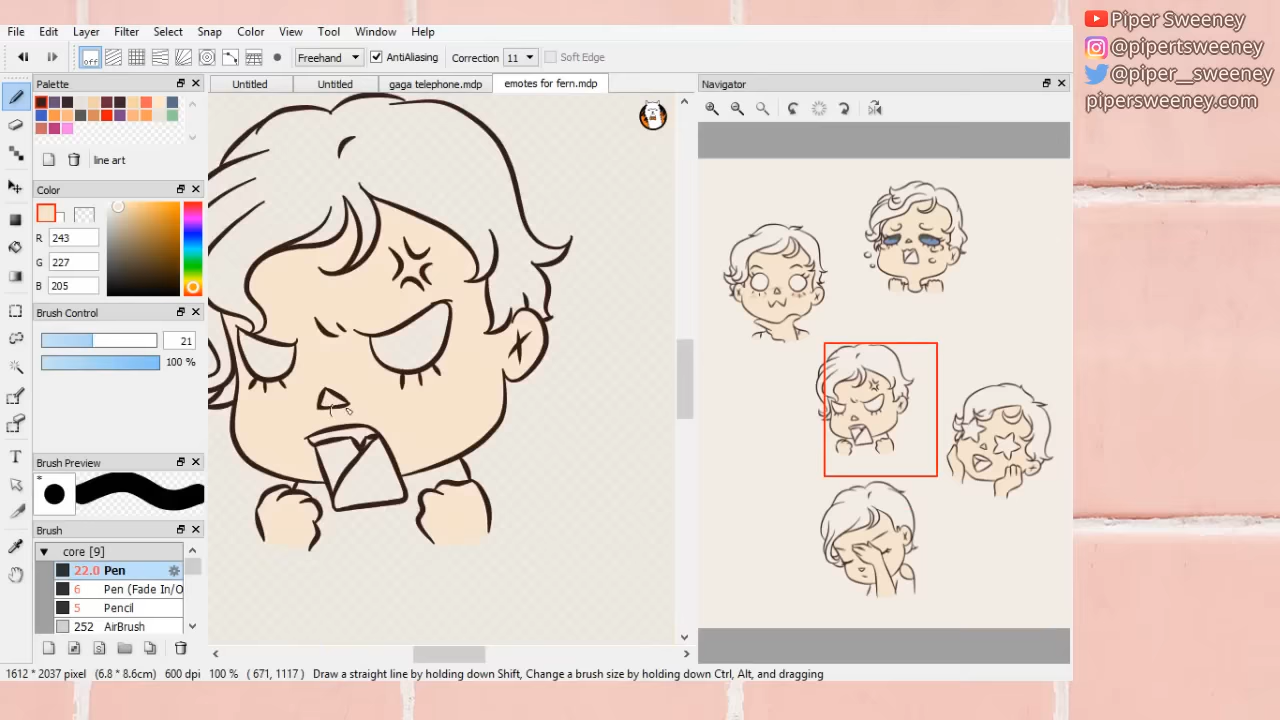 Piper Sweeney
@pipertsweeney
@piper__sweeney
pipersweeney.com
File Edit Layer Filter Select Snap Color View Tool Window Help
off Freehand AntiAliasing Correction 11 Soft Edge
Palette
Untitled Untitled gaga telephone.mdp emotes for fern.mdp
Navigator
line art
Color
R 243
G 227
B 205
Brush Control
21
100 %
Brush Preview
*
Brush
core [9]
22.0 Pen
6 Pen (Fade In/O
5 Pencil
252 AirBrush
1612 * 2037 pixel (6.8 * 8.6cm) 600 dpi 100 % ( 671, 1117 ) Draw a straight line by holding down Shift, Change a brush size by holding down Ctrl, Alt, and dragging